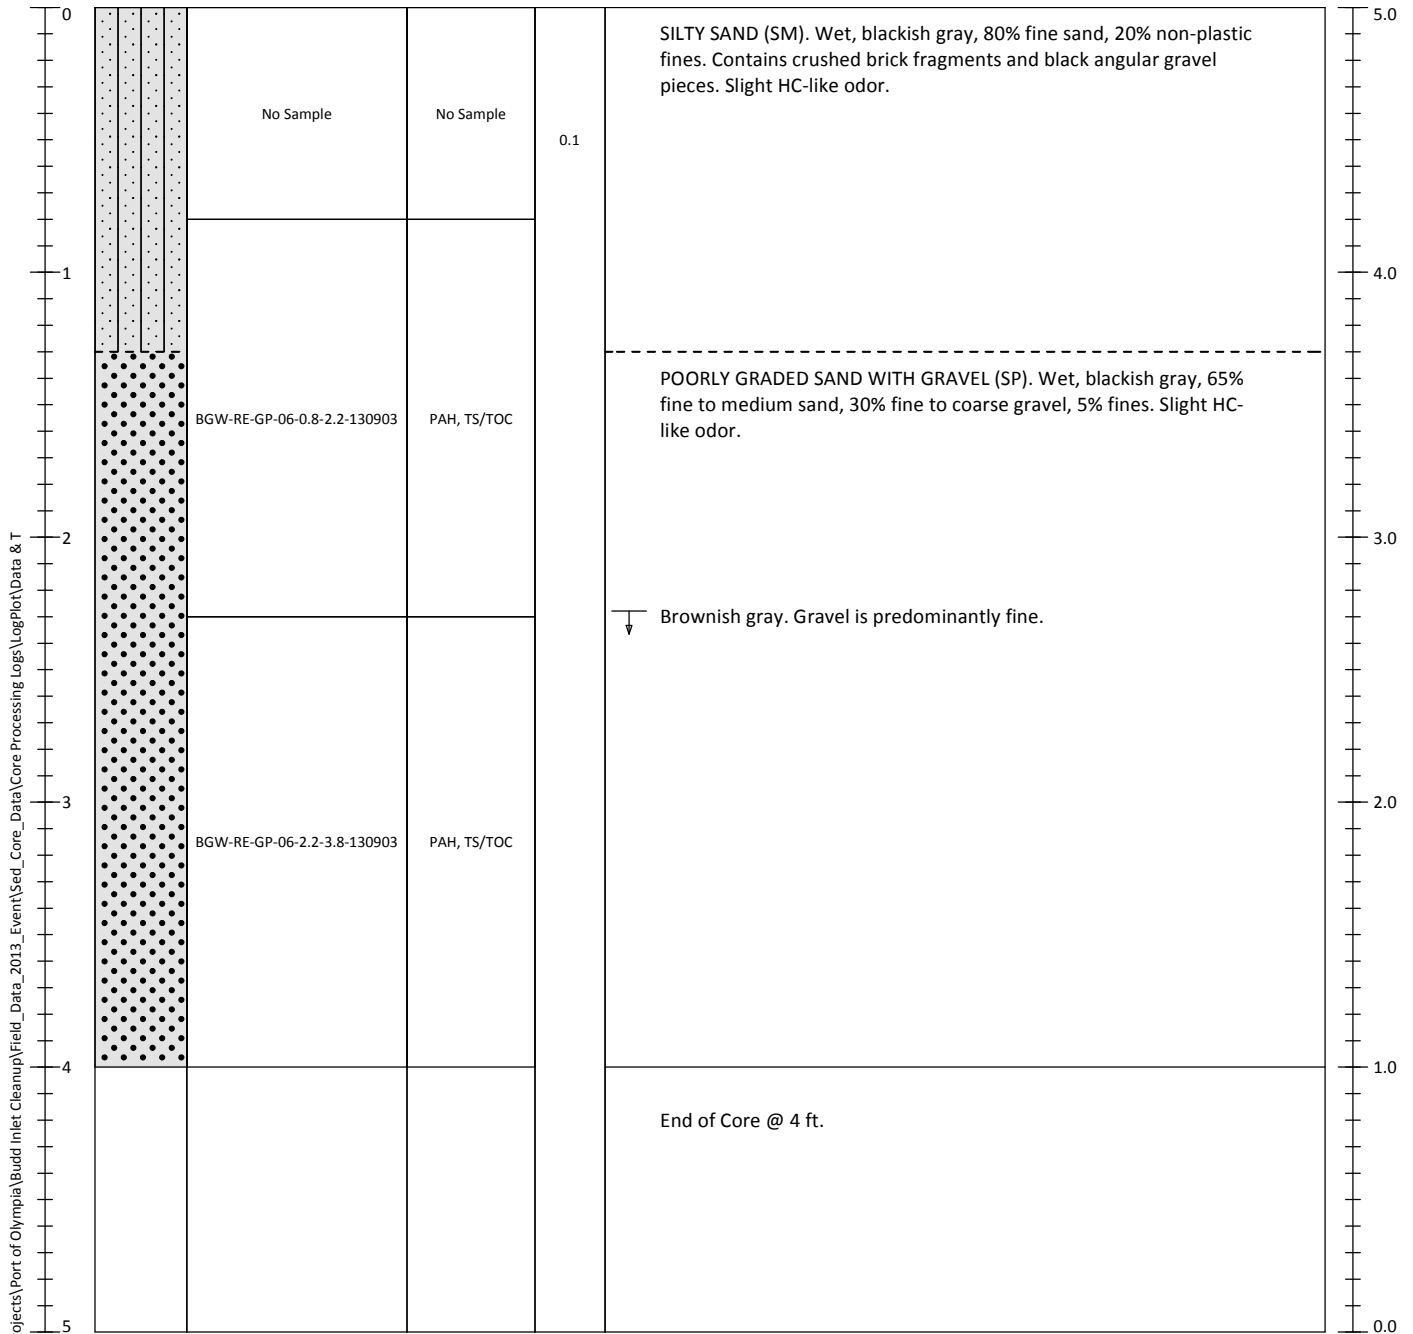 0
5.0
SILTY SAND (SM). Wet, blackish gray, 80% fine sand, 20% non-plastic
fines. Contains crushed brick fragments and black angular gravel
pieces. Slight HC-like odor.
No Sample
No Sample
0.1
1
4.0
POORLY GRADED SAND WITH GRAVEL (SP). Wet, blackish gray, 65%
fine to medium sand, 30% fine to coarse gravel, 5% fines. Slight HC-
like odor.
BGW-RE-GP-06-0.8-2.2-130903
PAH, TS/TOC
2
3.0
Brownish gray. Gravel is predominantly fine.
3
2.0
BGW-RE-GP-06-2.2-3.8-130903
PAH, TS/TOC
4
1.0
End of Core @ 4 ft.
5
0.0
ojects\Port of Olympia\Budd Inlet Cleanup\Field_Data_2013_Event\Sed_Core_Data\Core Processing Logs\LogPlot\Data & T